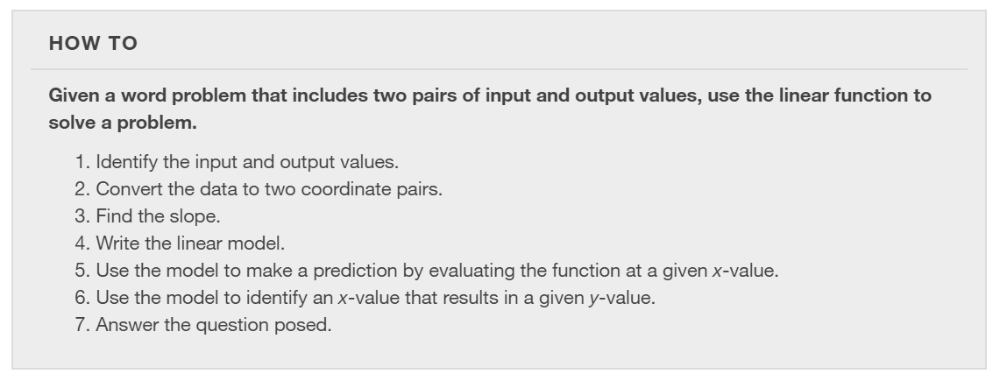 HOW TO
Given a word problem that includes two pairs of input and output values, use the linear function to
solve a problem.
1. Identify the input and output values.
2. Convert the data to two coordinate pairs.
3. Find the slope.
4. Write the linear model.
5. Use the model to make a prediction by evaluating the function at a given x-value.
6. Use the model to identify an x-value that results in a given y-value.
7. Answer the question posed.